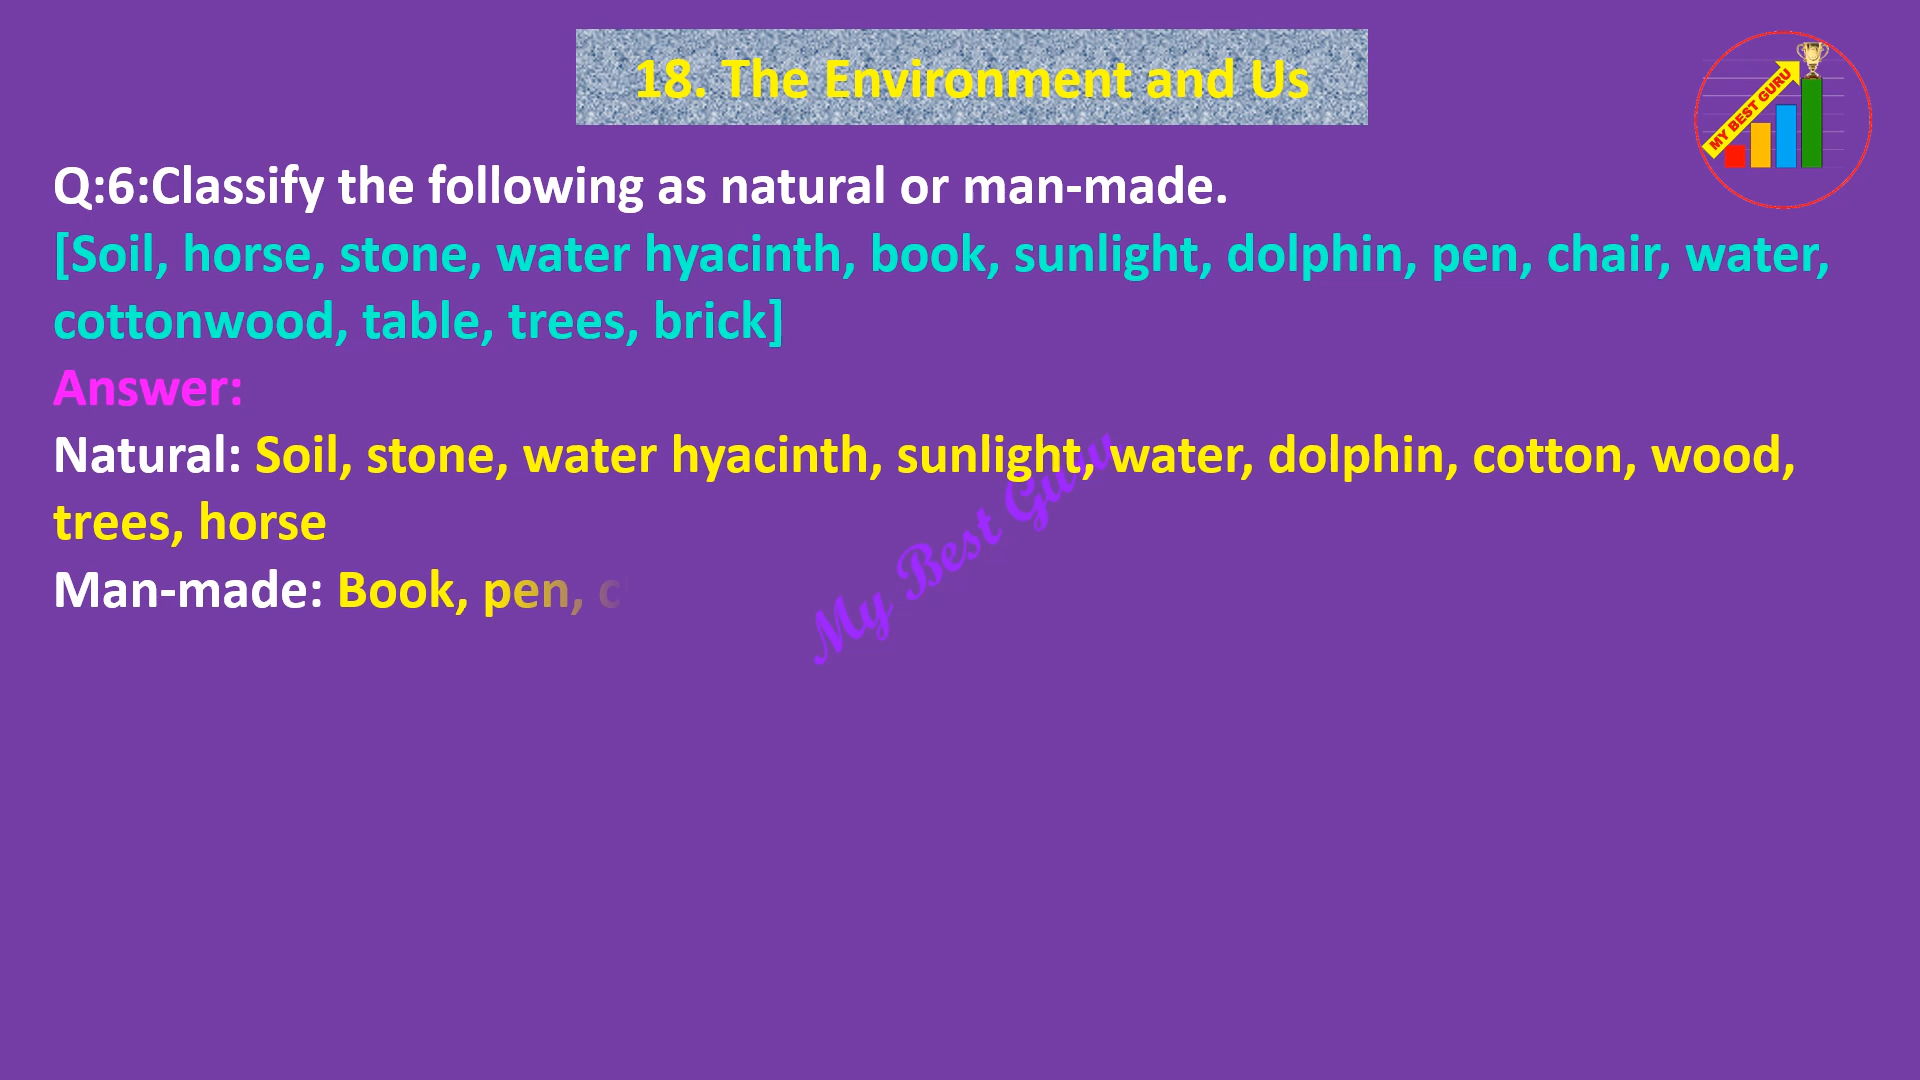 18. The Environment and Us
MY BEST GURU
Q:6:Classify the following as natural or man-made.
[Soil, horse, stone, water hyacinth, book, sunlight, dolphin, pen, chair, water,
cottonwood, table, trees, brick]
Answer:
Natural: Soil, stone, water hyacinth, sunlight, water, dolphin, cotton, wood,
trees, horse
Man-made: Book, pen,
My Best Guru